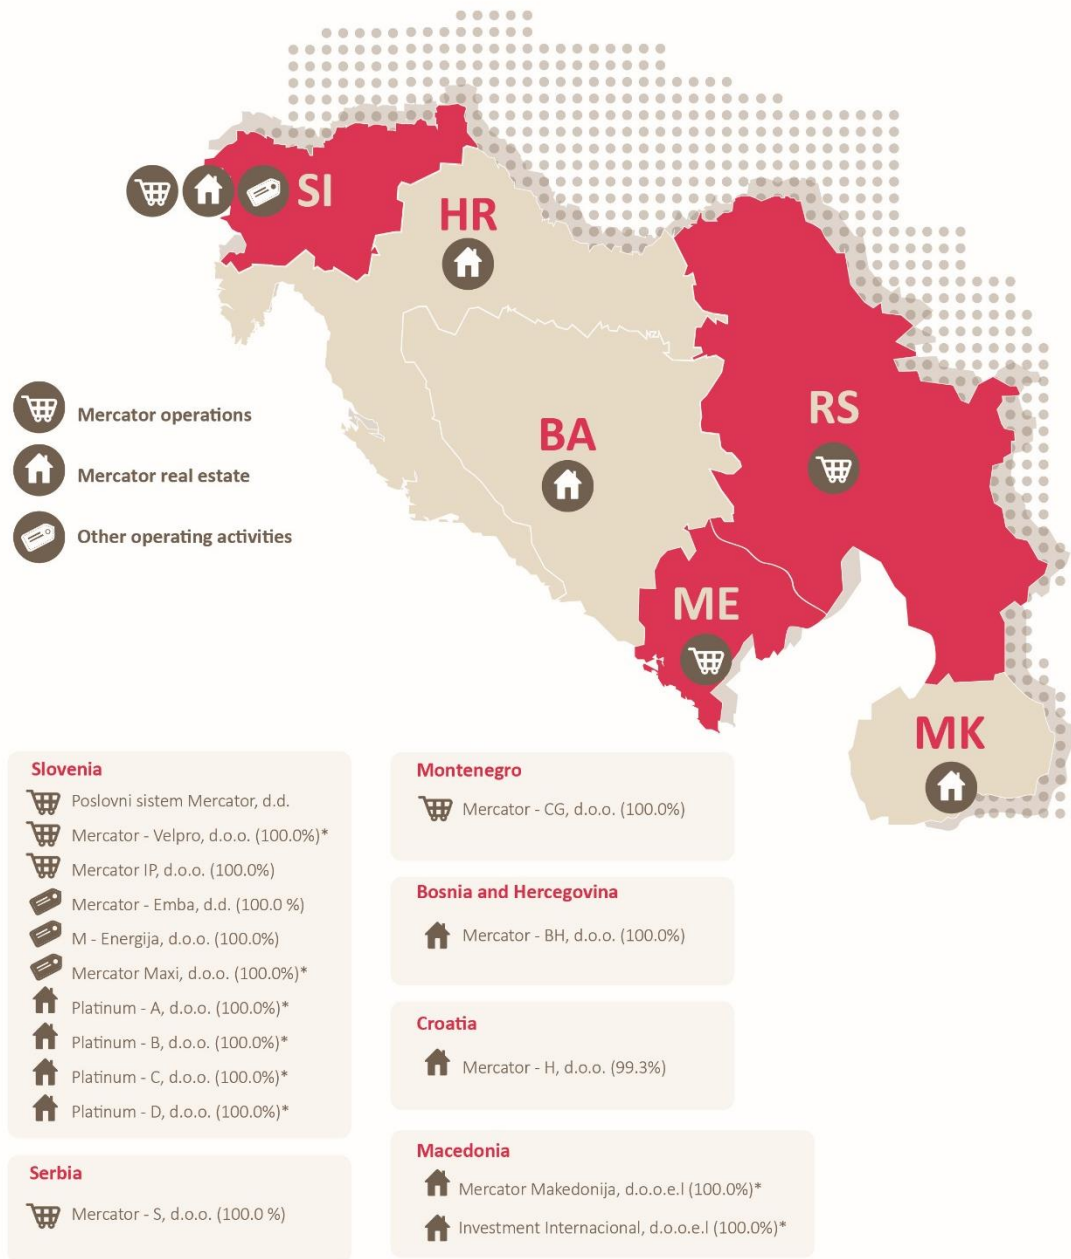 SI
HR
RS
BA
ME
MK
Mercator operations
Mercator real estate
Other operating activities
Slovenia
Poslovni sistem Mercator, d.d.
Mercator - Velpro, d.o.o. (100.0%)*
Mercator IP, d.o.o. (100.0%)
Mercator - Emba, d.d. (100.0 %)
M - Energija, d.o.o. (100.0%)
Mercator Maxi, d.o.o. (100.0%)*
Platinum - A, d.o.o. (100.0%)*
Platinum - B, d.o.o. (100.0%)*
Platinum - C, d.o.o. (100.0%)*
Platinum - D, d.o.o. (100.0%)*
Serbia
Mercator - S, d.o.o. (100.0 %)
Montenegro
Mercator - CG, d.o.o. (100.0%)
Bosnia and Hercegovina
Mercator - BH, d.o.o. (100.0%)
Croatia
Mercator - H, d.o.o. (99.3%)
Macedonia
Mercator Makedonija, d.o.o.e.l (100.0%)*
Investment Internacional, d.o.o.e.l (100.0%)*